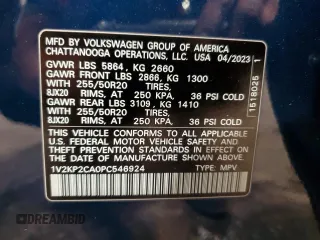 MFD. BY VOLKSWAGEN GROUP OF AMERICA
CHATTANOOGA OPERATIONS, LLC. USA 04/2023
GVWR LBS 5864, KG 2660
GAWR FRONT LBS 2866, KG 1300
WITH 255/50R20 TIRES,
8JX20 RIMS, AT 250 KPA, 36 PSI COLD
GAWR REAR LBS 3109, KG 1410
WITH 255/50R20 TIRES,
8JX20 RIMS, AT 250 KPA, 36 PSI COLD
THIS VEHICLE CONFORMS TO ALL APPLICABLE
U.S. FEDERAL MOTOR VEHICLE SAFETY
STANDARDS IN EFFECT ON THE DATE OF
MANUFACTURE SHOWN ABOVE.
1V2KP2CA0PC546924 TYPE: MPV
1518025 1
DREAMBID